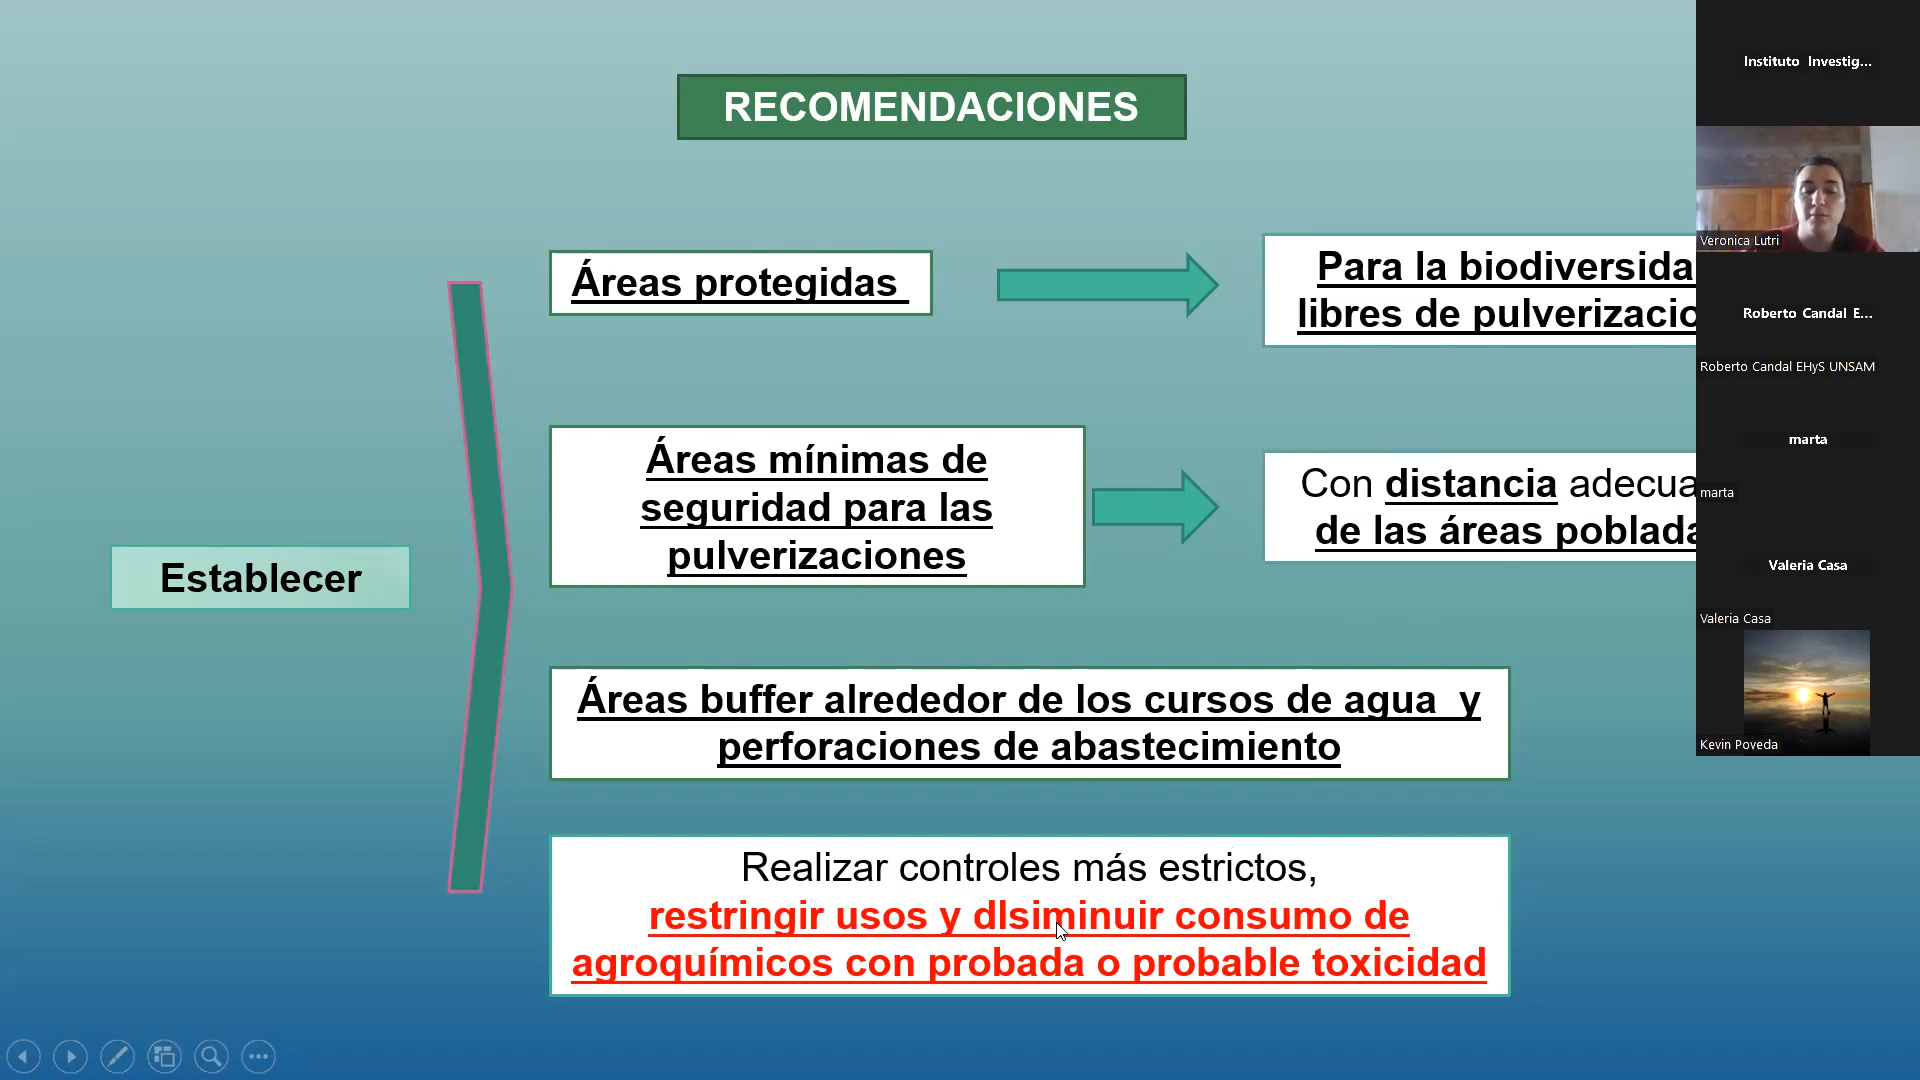 RECOMENDACIONES
Áreas protegidas
Para la biodiversida
libres de pulverizacio
Áreas mínimas de
seguridad para las
pulverizaciones
Con distancia adecua
de las áreas poblada
Establecer
Áreas buffer alrededor de los cursos de agua y
perforaciones de abastecimiento
Realizar controles más estrictos,
restringir usos y dIsiminuir consumo de
agroquímicos con probada o probable toxicidad
Instituto Investig...
Veronica Lutri
Roberto Candal E...
Roberto Candal EHyS UNSAM
marta
marta
Valeria Casa
Valeria Casa
Kevin Poveda